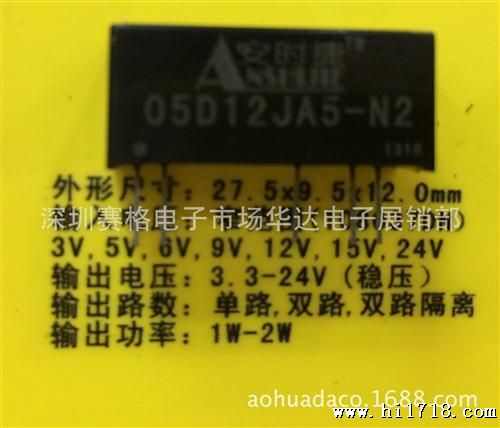 安时捷
ANSHIJIE
05D12JA5-N2
1318
外形尺寸: 27.5x9.5x12.0mm
深圳赛格电子市场华达电子展销部
3V,5V,6V,9V,12V,15V,24V
输出电压: 3.3-24V (稳压)
输出路数: 单路,双路,双路隔离
输出功率: 1W-2W
aohuadaco.1688.com
www.hi1718.com